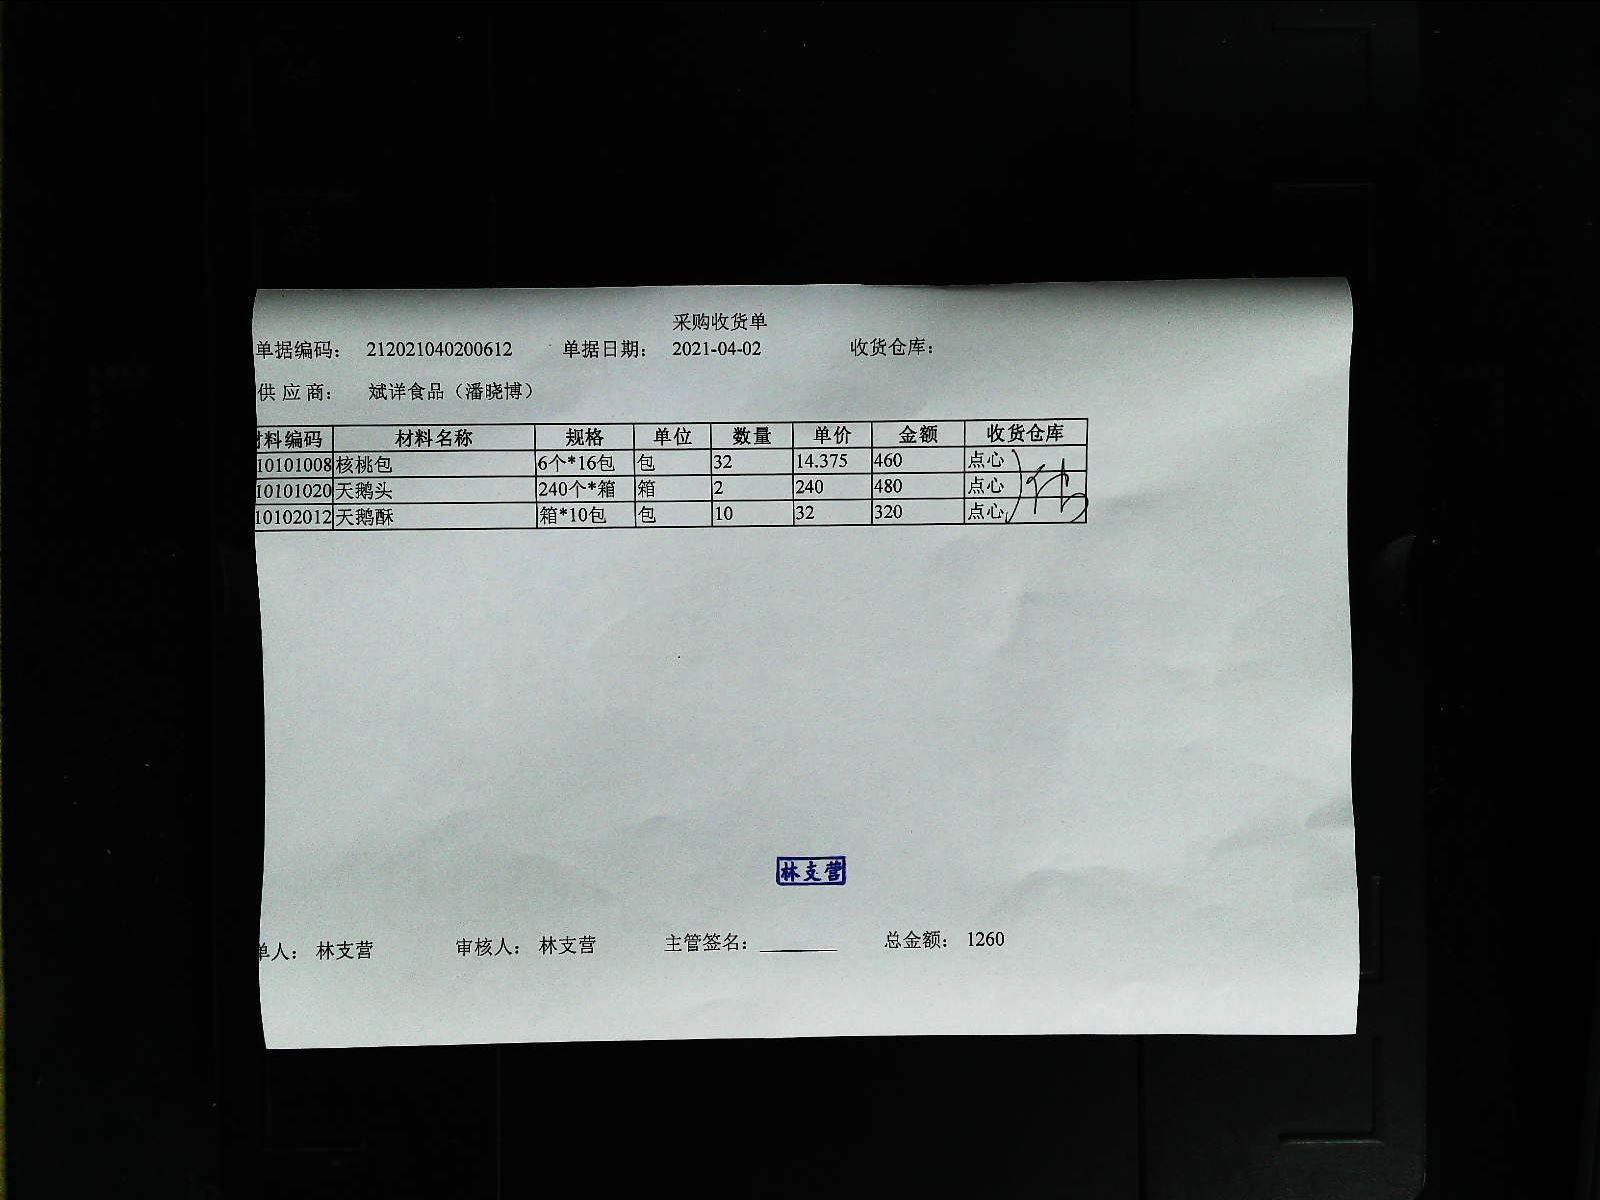 采购收货单
单据编码： 212021040200612 单据日期： 2021-04-02 收货仓库：
供 应 商： 斌详食品（潘晓博）
材料编码 材料名称 规格 单位 数量 单价 金额 收货仓库
10101008 核桃包 6个*16包 包 32 14.375 460 点心
10101020 天鹅头 240个*箱 箱 2 240 480 点心
10102012 天鹅酥 箱*10包 包 10 32 320 点心
林支营
单人： 林支营 审核人： 林支营 主管签名： 总金额： 1260